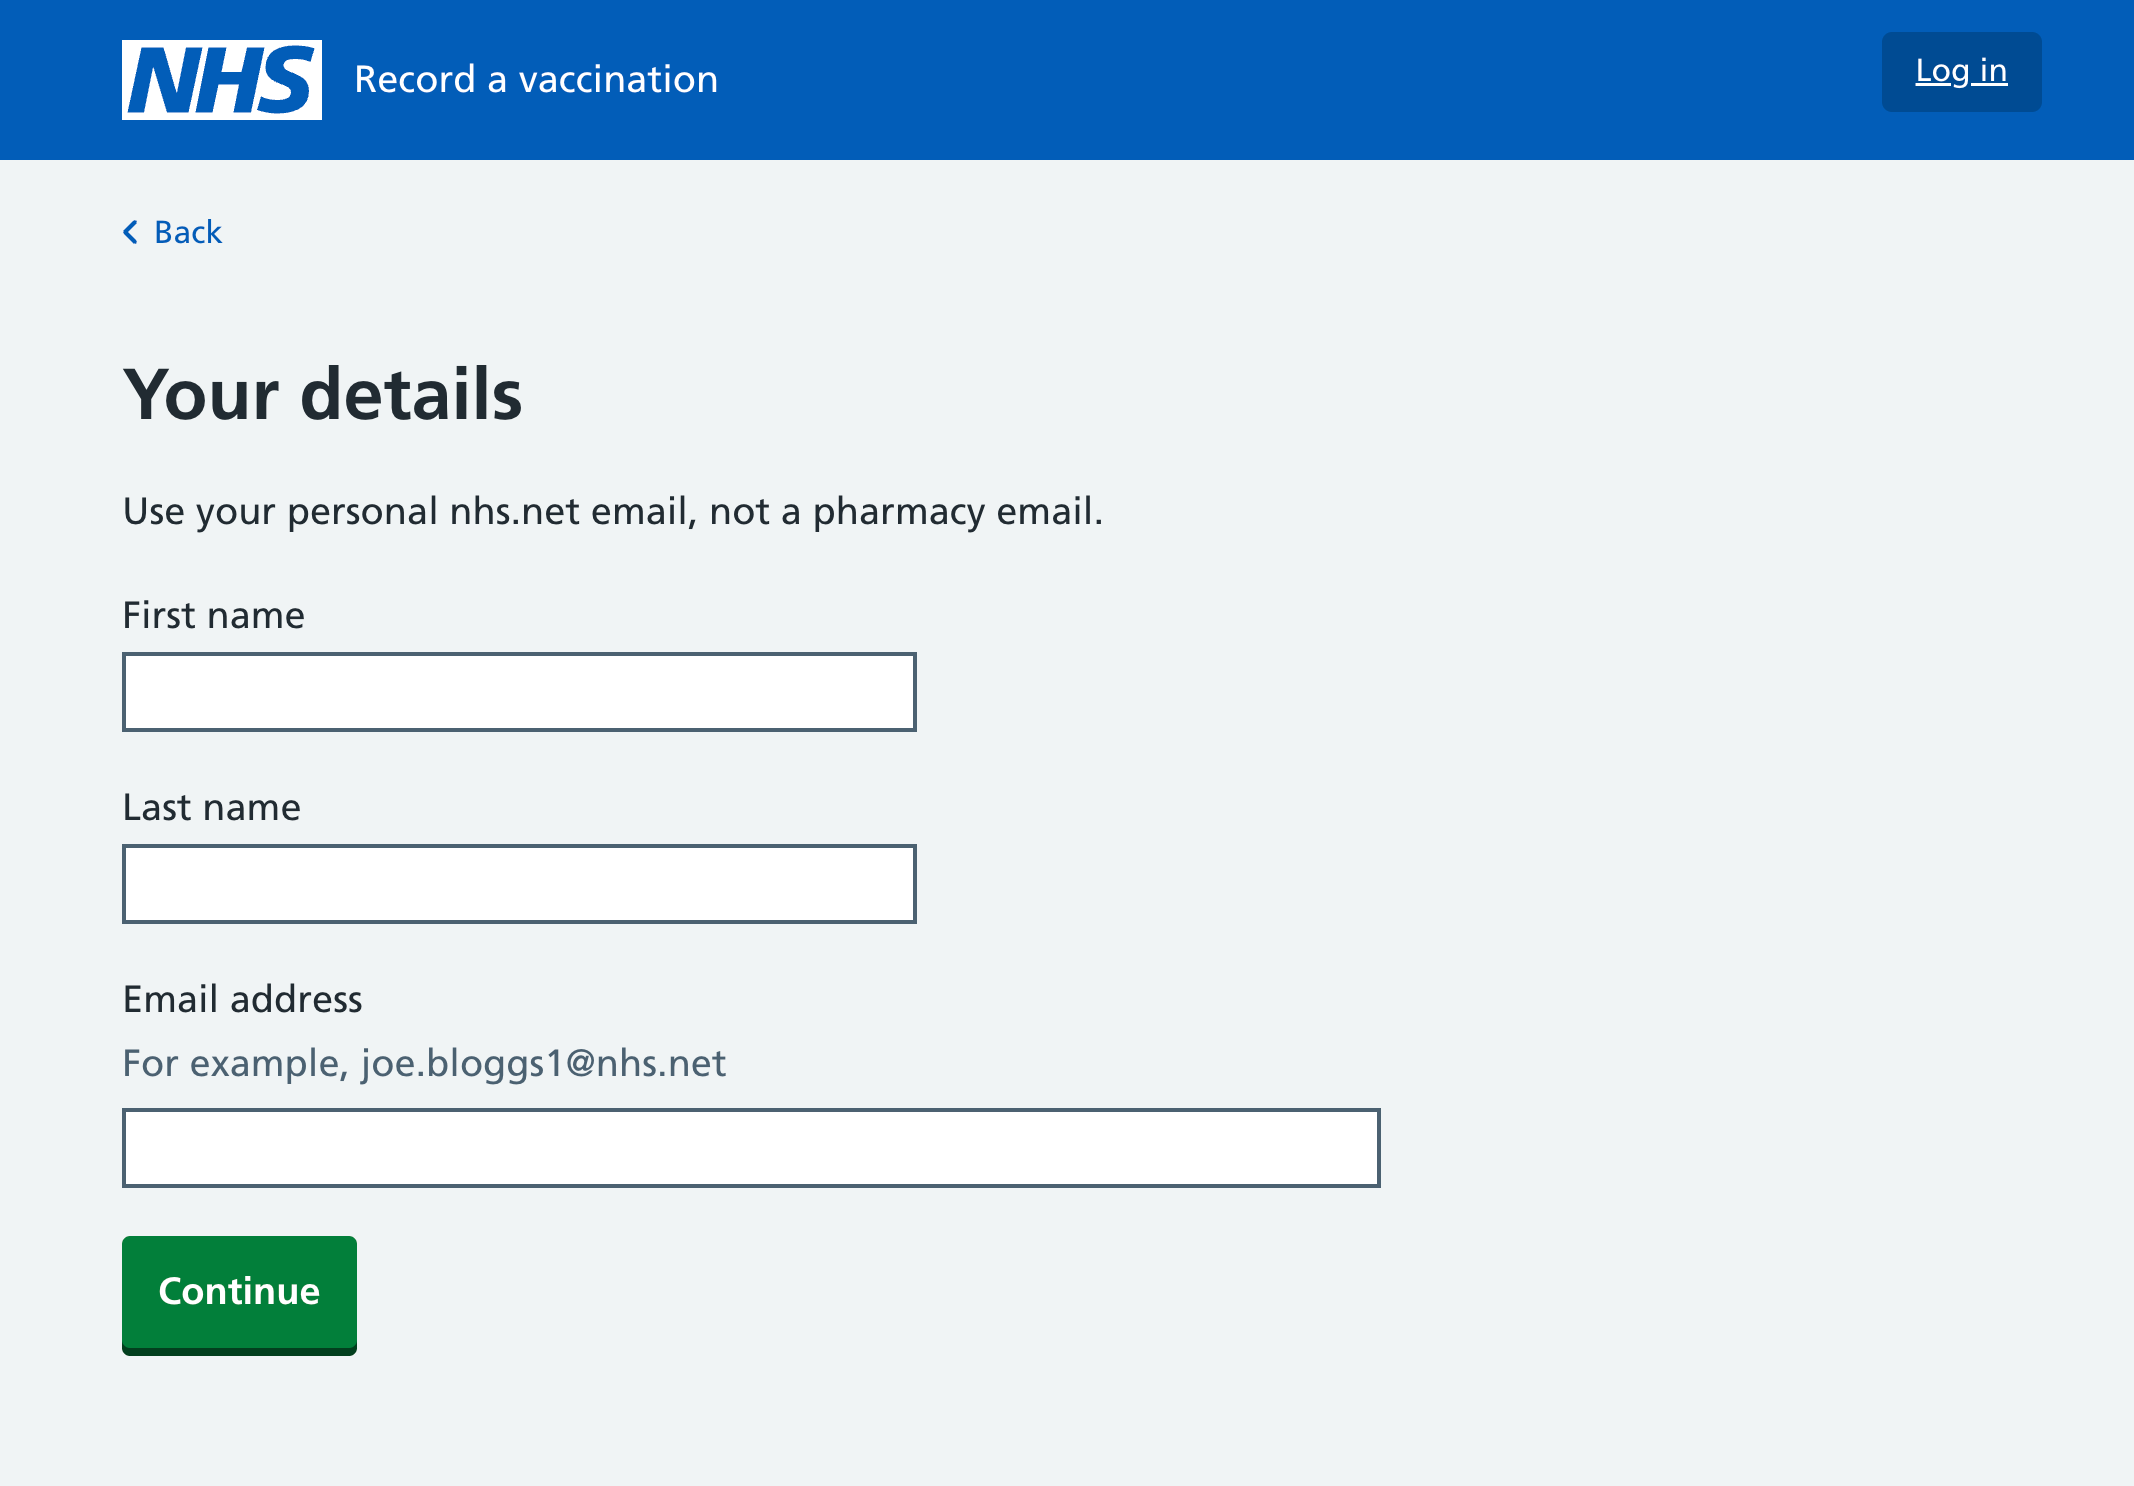 NHS Record a vaccination
Log in
Back
Your details
Use your personal nhs.net email, not a pharmacy email.
First name
Last name
Email address
For example, joe.bloggs1@nhs.net
Continue